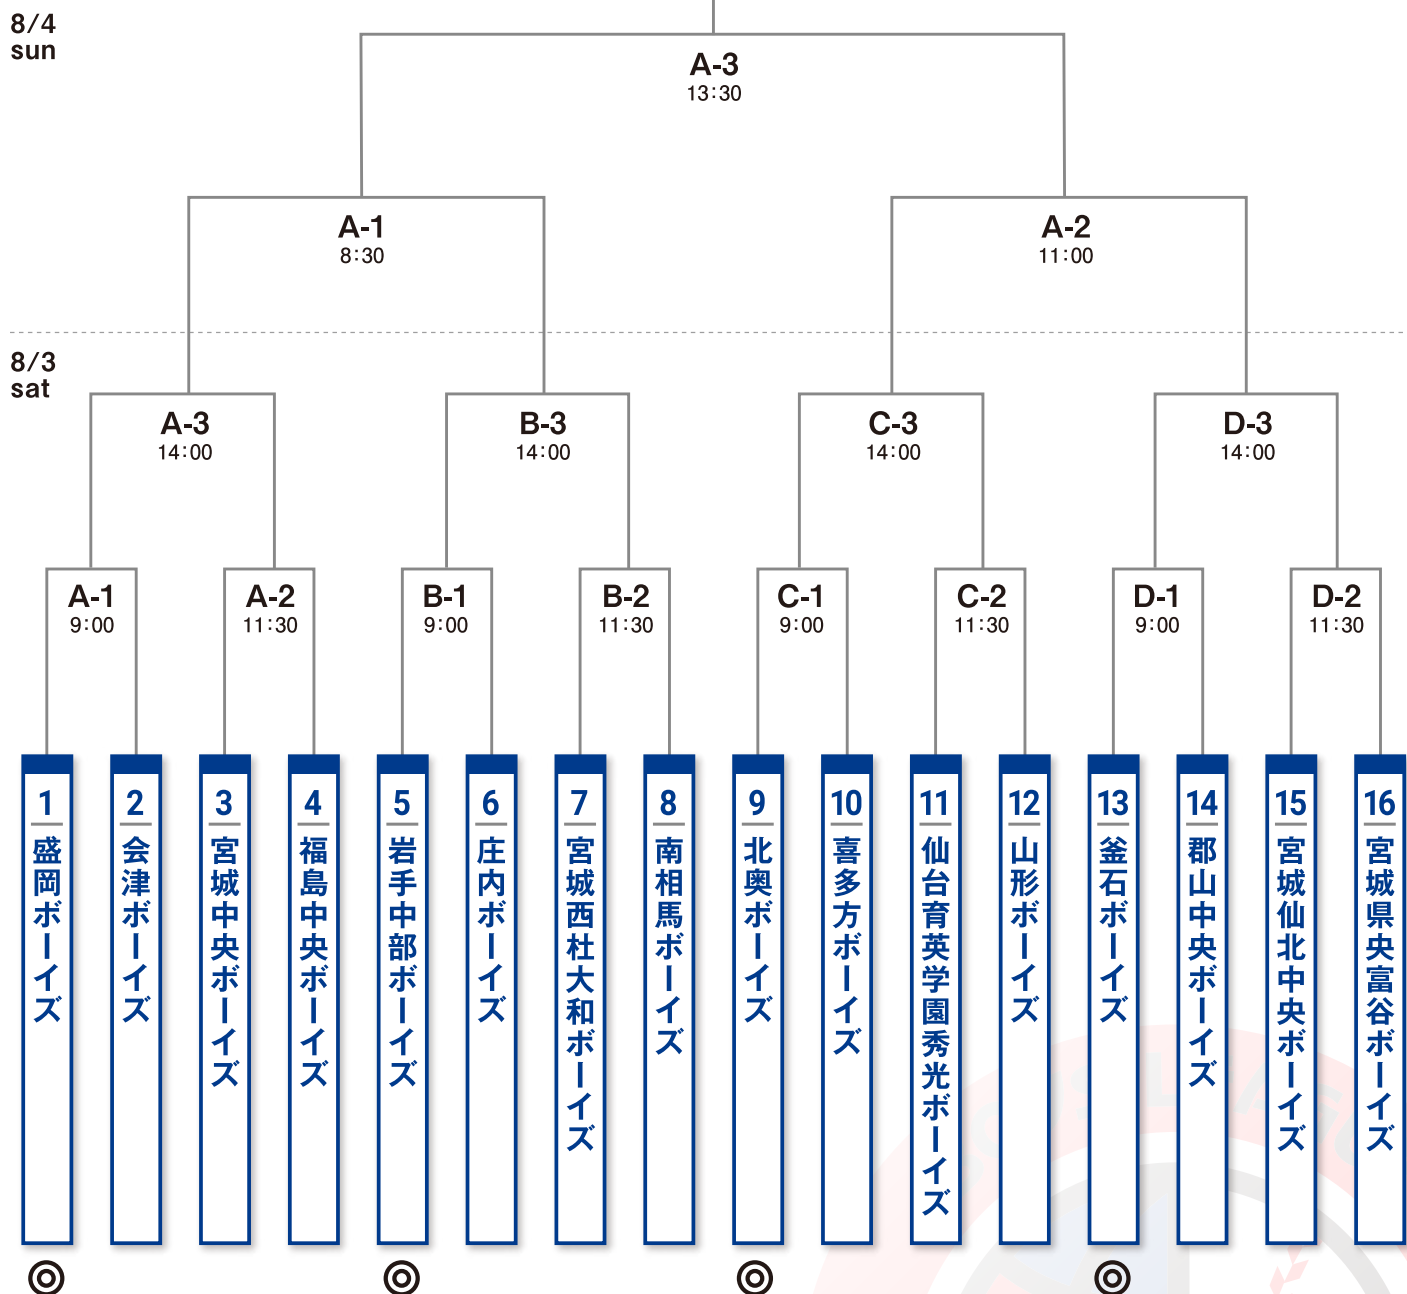 8/4
sun
A-3
13:30
A-1
8:30
A-2
11:00
8/3
sat
A-3
14:00
B-3
14:00
C-3
14:00
D-3
14:00
A-1
9:00
A-2
11:30
B-1
9:00
B-2
11:30
C-1
9:00
C-2
11:30
D-1
9:00
D-2
11:30
1
盛岡ボーイズ
2
会津ボーイズ
3
宮城中央ボーイズ
4
福島中央ボーイズ
5
岩手中部ボーイズ
6
庄内ボーイズ
7
宮城西杜大和ボーイズ
8
南相馬ボーイズ
9
北奥ボーイズ
10
喜多方ボーイズ
11
仙台育英学園秀光ボーイズ
12
山形ボーイズ
13
釜石ボーイズ
14
郡山中央ボーイズ
15
宮城仙北中央ボーイズ
16
宮城県央富谷ボーイズ
◎
◎
◎
◎